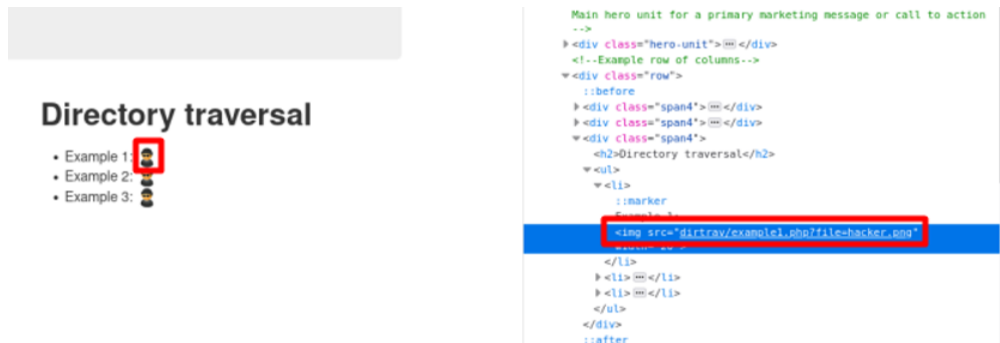 Directory traversal
• Example 1:
• Example 2:
• Example 3:
Main hero unit for a primary marketing message or call to action
-->
<div class="hero-unit">⋯</div>
<!--Example row of columns-->
<div class="row">
::before
<div class="span4">⋯</div>
<div class="span4">⋯</div>
<div class="span4">
<h2>Directory traversal</h2>
<ul>
<li>
::marker
Example 1:
<img src="dirtrav/example1.php?file=hacker.png"
</li>
<li>⋯</li>
<li>⋯</li>
</ul>
</div>
::after